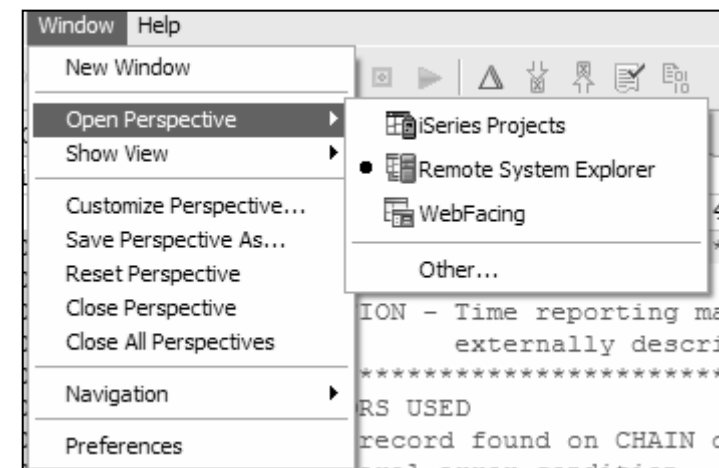 Window Help
New Window
Open Perspective
Show View
Customize Perspective...
Save Perspective As...
Reset Perspective
Close Perspective
Close All Perspectives
Navigation
Preferences
iSeries Projects
Remote System Explorer
WebFacing
Other...
ION - Time reporting ma
externally descri
*************************
RS USED
record found on CHAIN